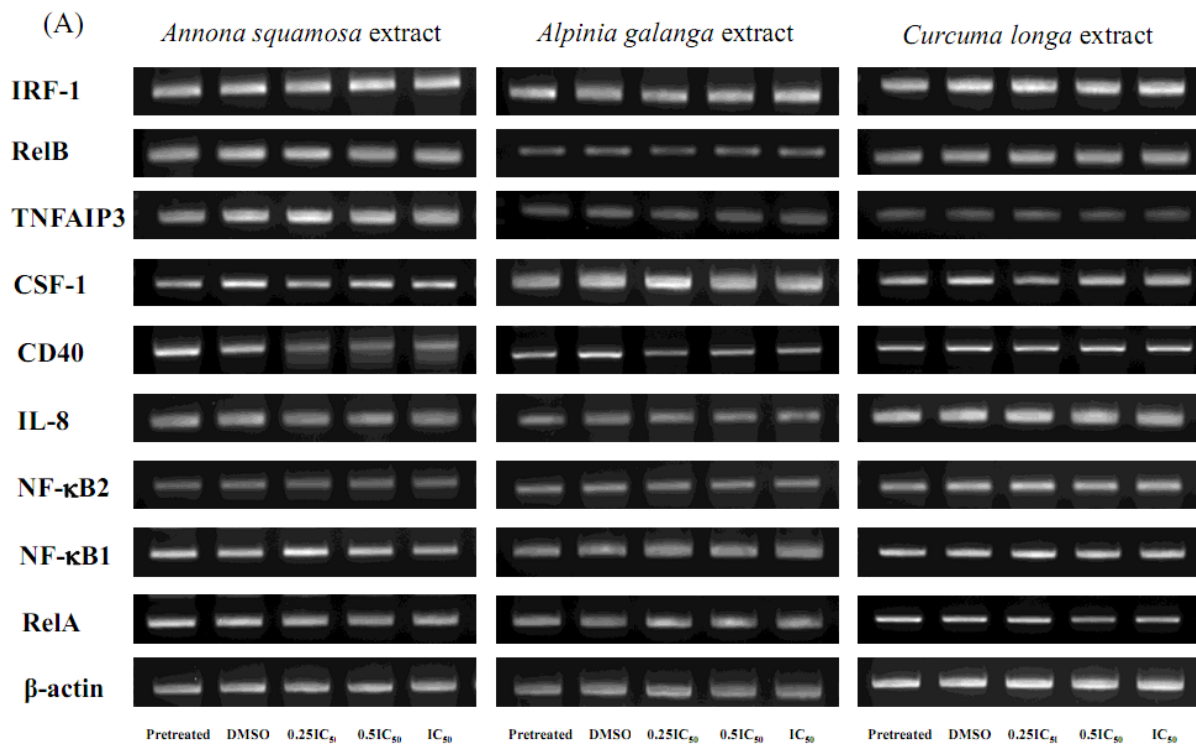 (A)
Annona squamosa extract Alpinia galanga extract Curcuma longa extract
IRF-1
RelB
TNFAIP3
CSF-1
CD40
IL-8
NF-κB2
NF-κB1
RelA
β-actin
Pretreated DMSO 0.25IC50 0.5IC50 IC50 Pretreated DMSO 0.25IC50 0.5IC50 IC50 Pretreated DMSO 0.25IC50 0.5IC50 IC50